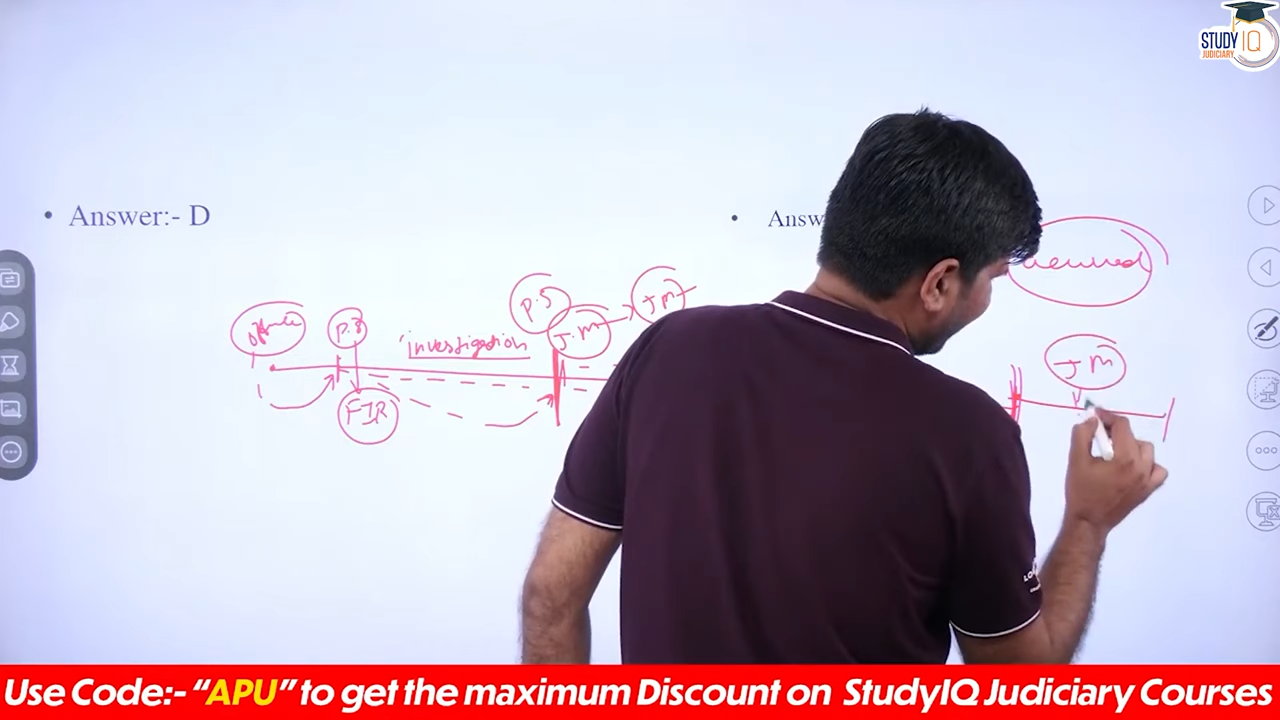 STUDY IQ
JUDICIARY
• Answer:- D
• Answ
P.S
J.M
P.S
investigation
J.M
J.M
FIR
Use Code:- “APU” to get the maximum Discount on StudyIQ Judiciary Courses